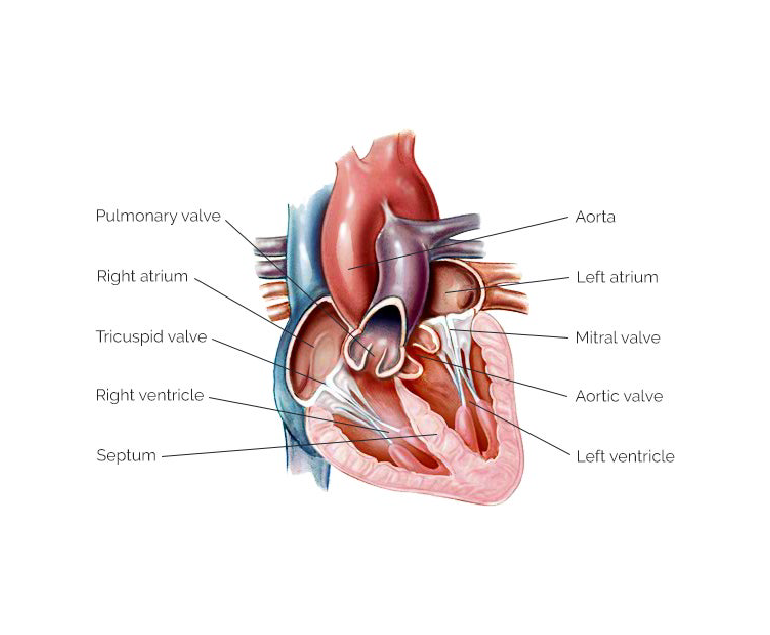 Pulmonary valve
Right atrium
Tricuspid valve
Right ventricle
Septum
Aorta
Left atrium
Mitral valve
Aortic valve
Left ventricle